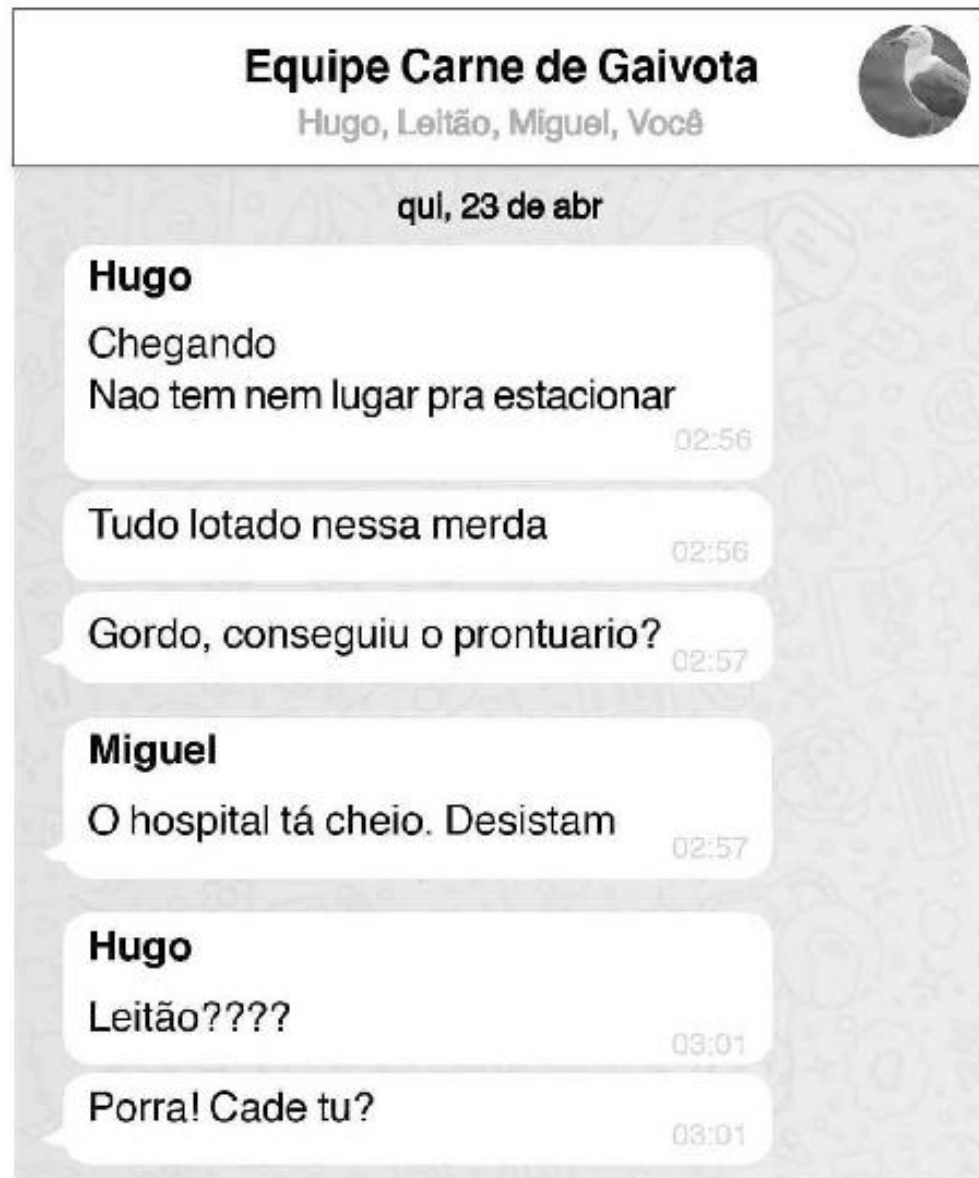 Equipe Carne de Gaivota
Hugo, Leitão, Miguel, Você
qui, 23 de abr
Hugo
Chegando
Nao tem nem lugar pra estacionar
02:56
Tudo lotado nessa merda
02:56
Gordo, conseguiu o prontuario?
02:57
Miguel
O hospital tá cheio. Desistam
02:57
Hugo
Leitão????
03:01
Porra! Cade tu?
03:01